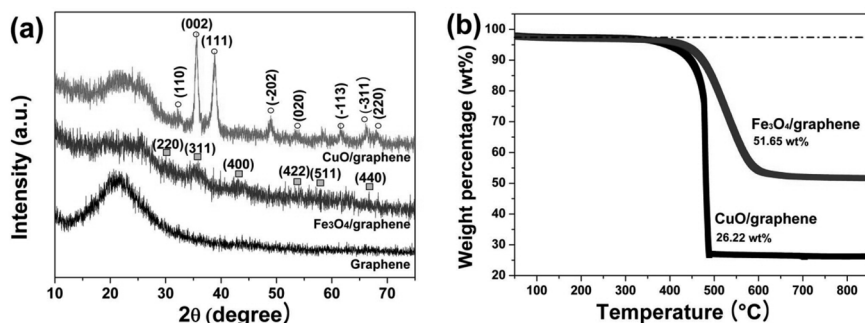 (a)
Intensity (a.u.)
(002)
(111)
(110)
(-202)
(020)
(-113)
(-311)
(220)
CuO/graphene
(220)
(311)
(400)
(422)
(511)
(440)
Fe₃O₄/graphene
Graphene
10 20 30 40 50 60 70
2θ (degree)
(b)
Weight percentage (wt%)
100
90
80
70
60
50
40
30
20
Fe₃O₄/graphene
51.65 wt%
CuO/graphene
26.22 wt%
100 200 300 400 500 600 700 800
Temperature (°C)